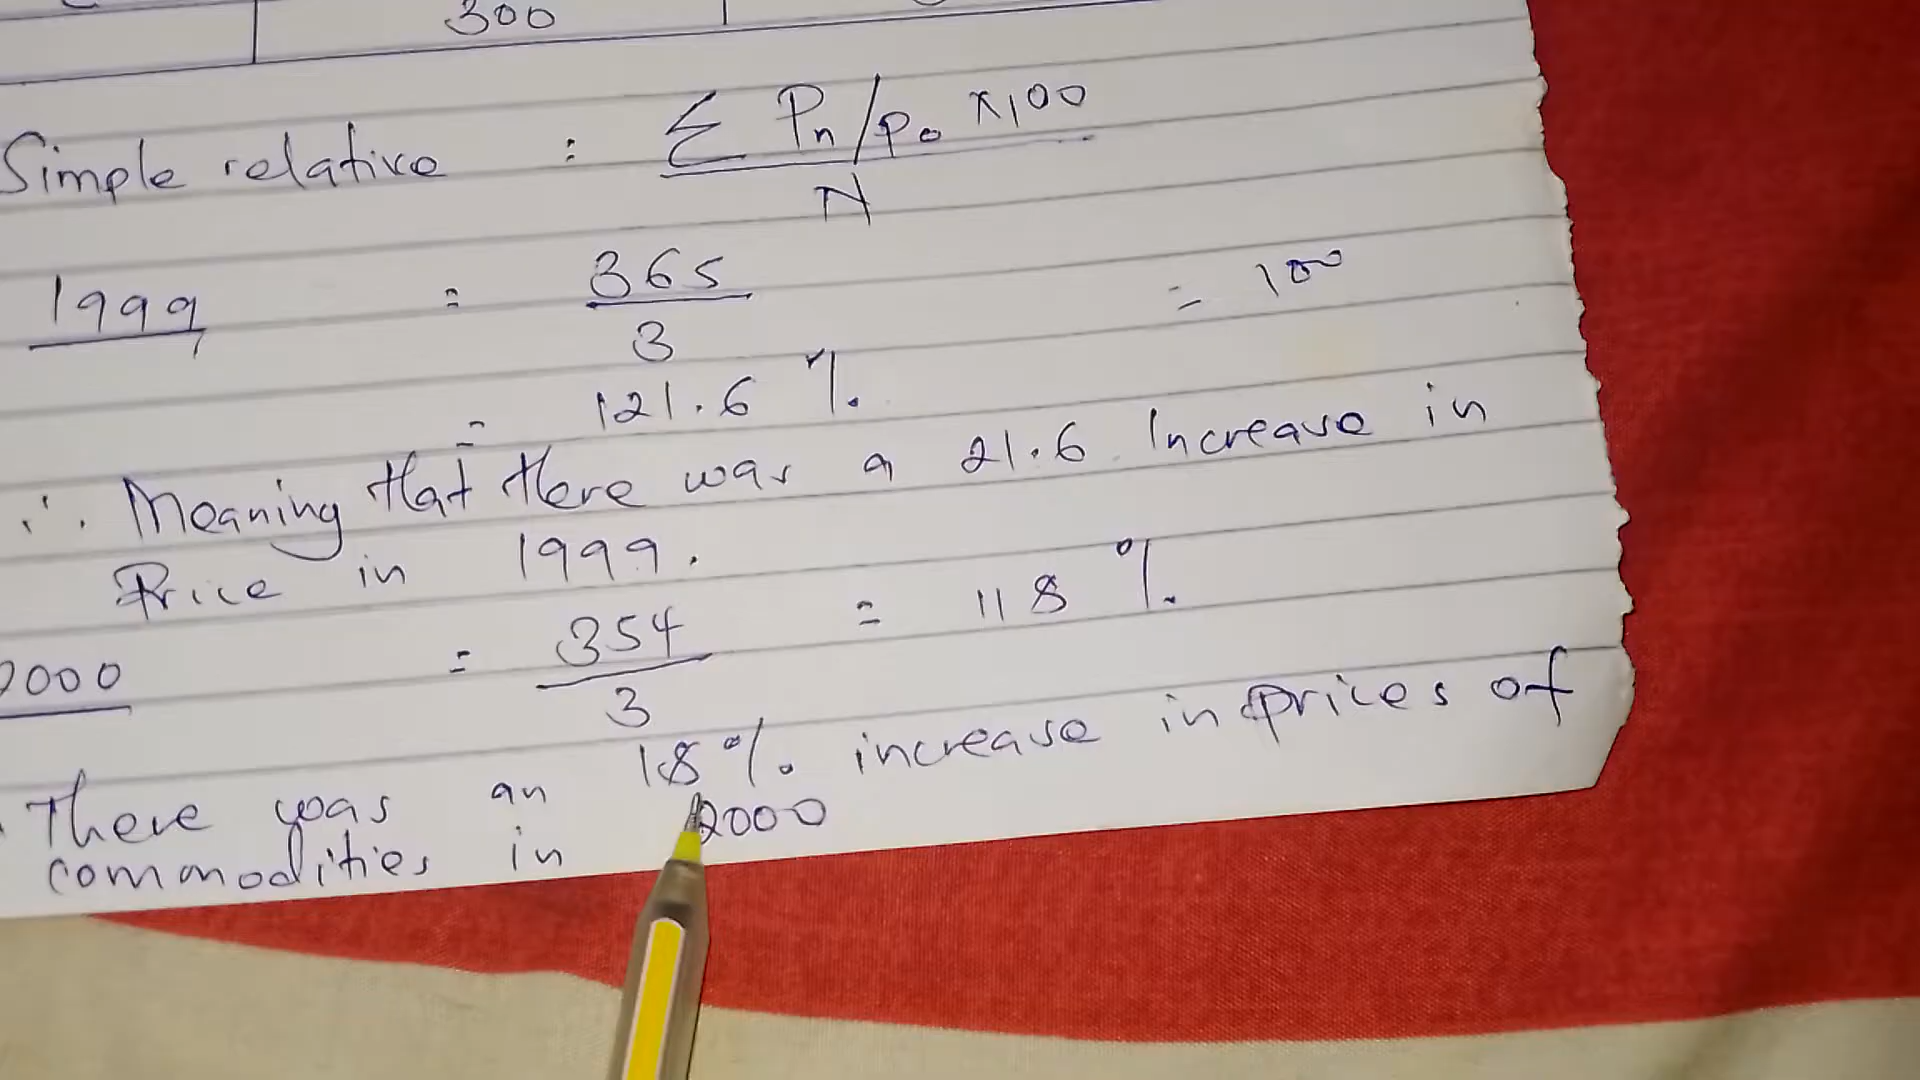 300
Simple relative : Σ Pn/Po x100
N
1999 = 365 = 100
3
= 121.6 %
∴ Meaning that there was a 21.6 Increase in
Price in 1999.
2000 = 354 = 118 %
3
There was an 18% increase in prices of
commodities in 2000